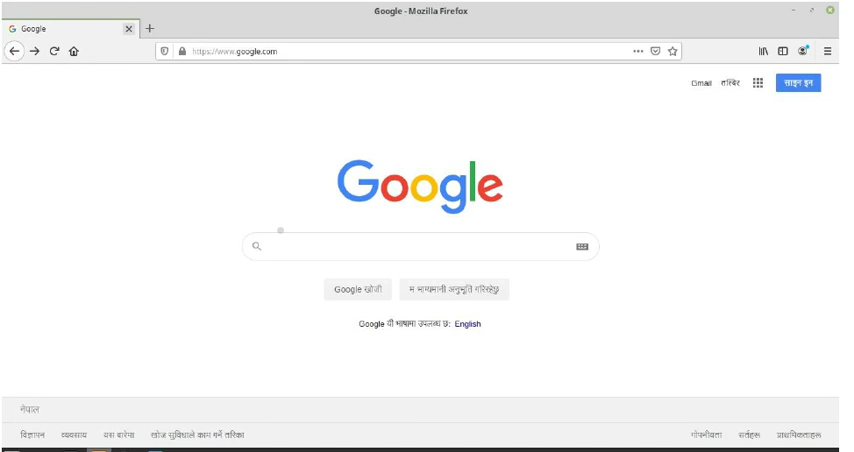 Google - Mozilla Firefox
Google
https://www.google.com
Gmail तस्बिर साइन इन
Google
Google खोजी म भाग्यमानी अनुभूति गरिरहेछु
Google यी भाषामा उपलब्ध छ: English
नेपाल
विज्ञापन व्यवसाय यस बारेमा खोज सुविधाले काम गर्ने तरिका गोपनीयता सर्तहरू प्राथमिकताहरू